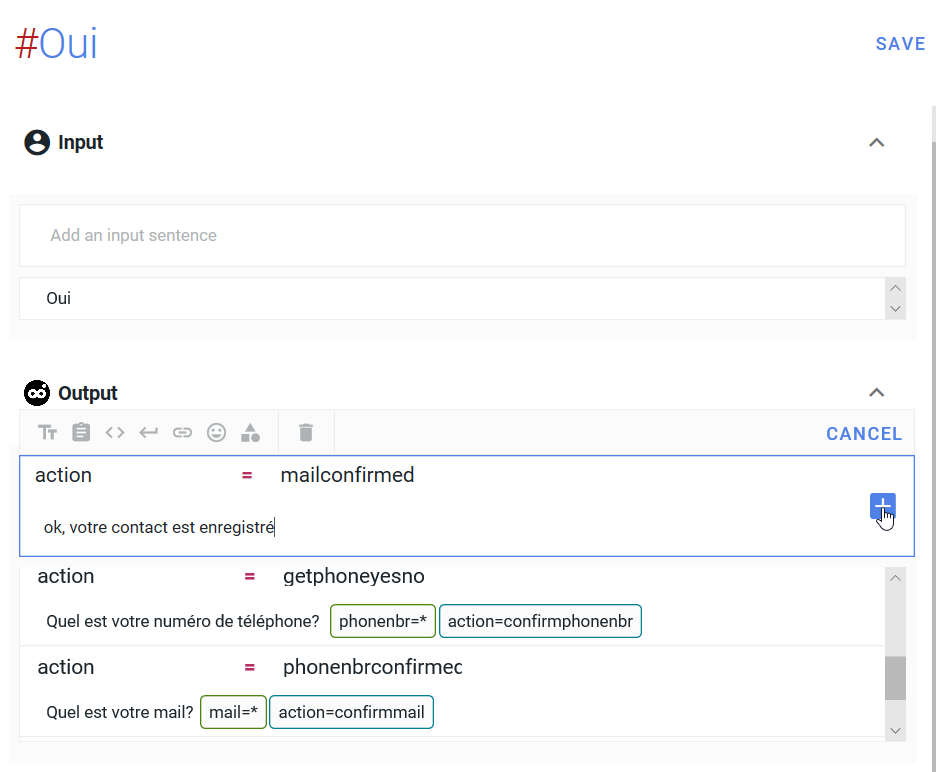 #Oui
SAVE
Input
Add an input sentence
Oui
Output
CANCEL
action = mailconfirmed
ok, votre contact est enregistré
action = getphoneyesno
Quel est votre numéro de téléphone? phonenbr=* action=confirmphonenbr
action = phonenbrconfirmec
Quel est votre mail? mail=* action=confirmmail